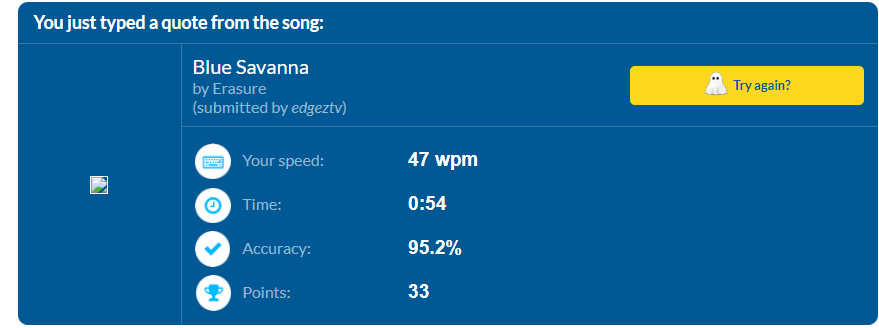 You just typed a quote from the song:
Blue Savanna
by Erasure
(submitted by edgeztv)
Try again?
Your speed: 47 wpm
Time: 0:54
Accuracy: 95.2%
Points: 33